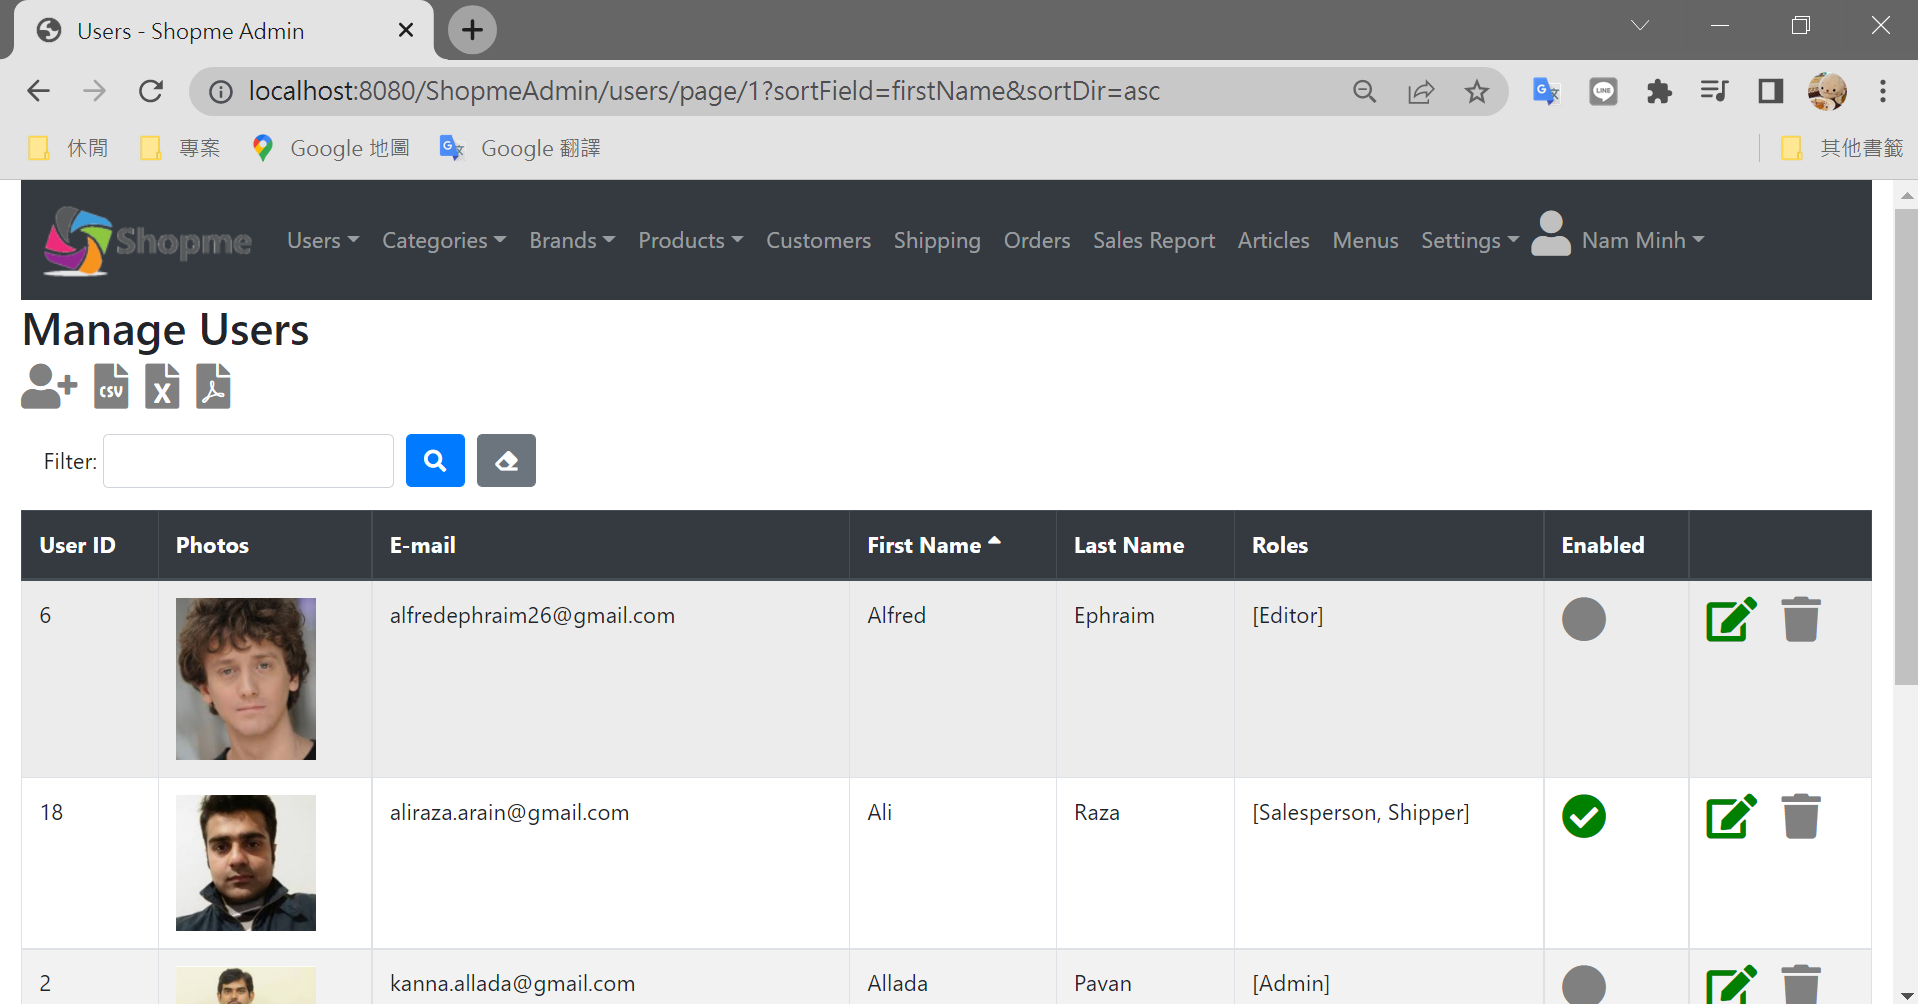 Users - Shopme Admin
localhost:8080/ShopmeAdmin/users/page/1?sortField=firstName&sortDir=asc
LINE
休閒 專案 Google 地圖 Google 翻譯 其他書籤
Shopme Users Categories Brands Products Customers Shipping Orders Sales Report Articles Menus Settings Nam Minh
Manage Users
CSV X
Filter:
User ID Photos E-mail First Name Last Name Roles Enabled
6 alfredephraim26@gmail.com Alfred Ephraim [Editor]
18 aliraza.arain@gmail.com Ali Raza [Salesperson, Shipper]
2 kanna.allada@gmail.com Allada Pavan [Admin]